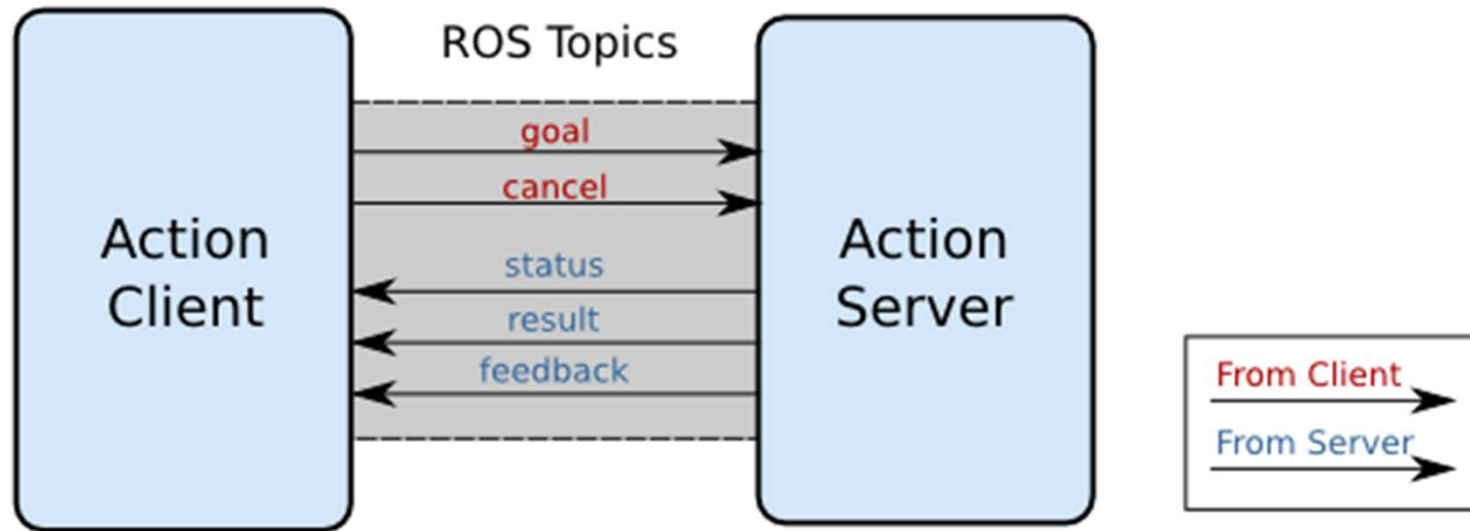 ROS Topics
goal
cancel
Action
Client
status
result
feedback
Action
Server
From Client
From Server